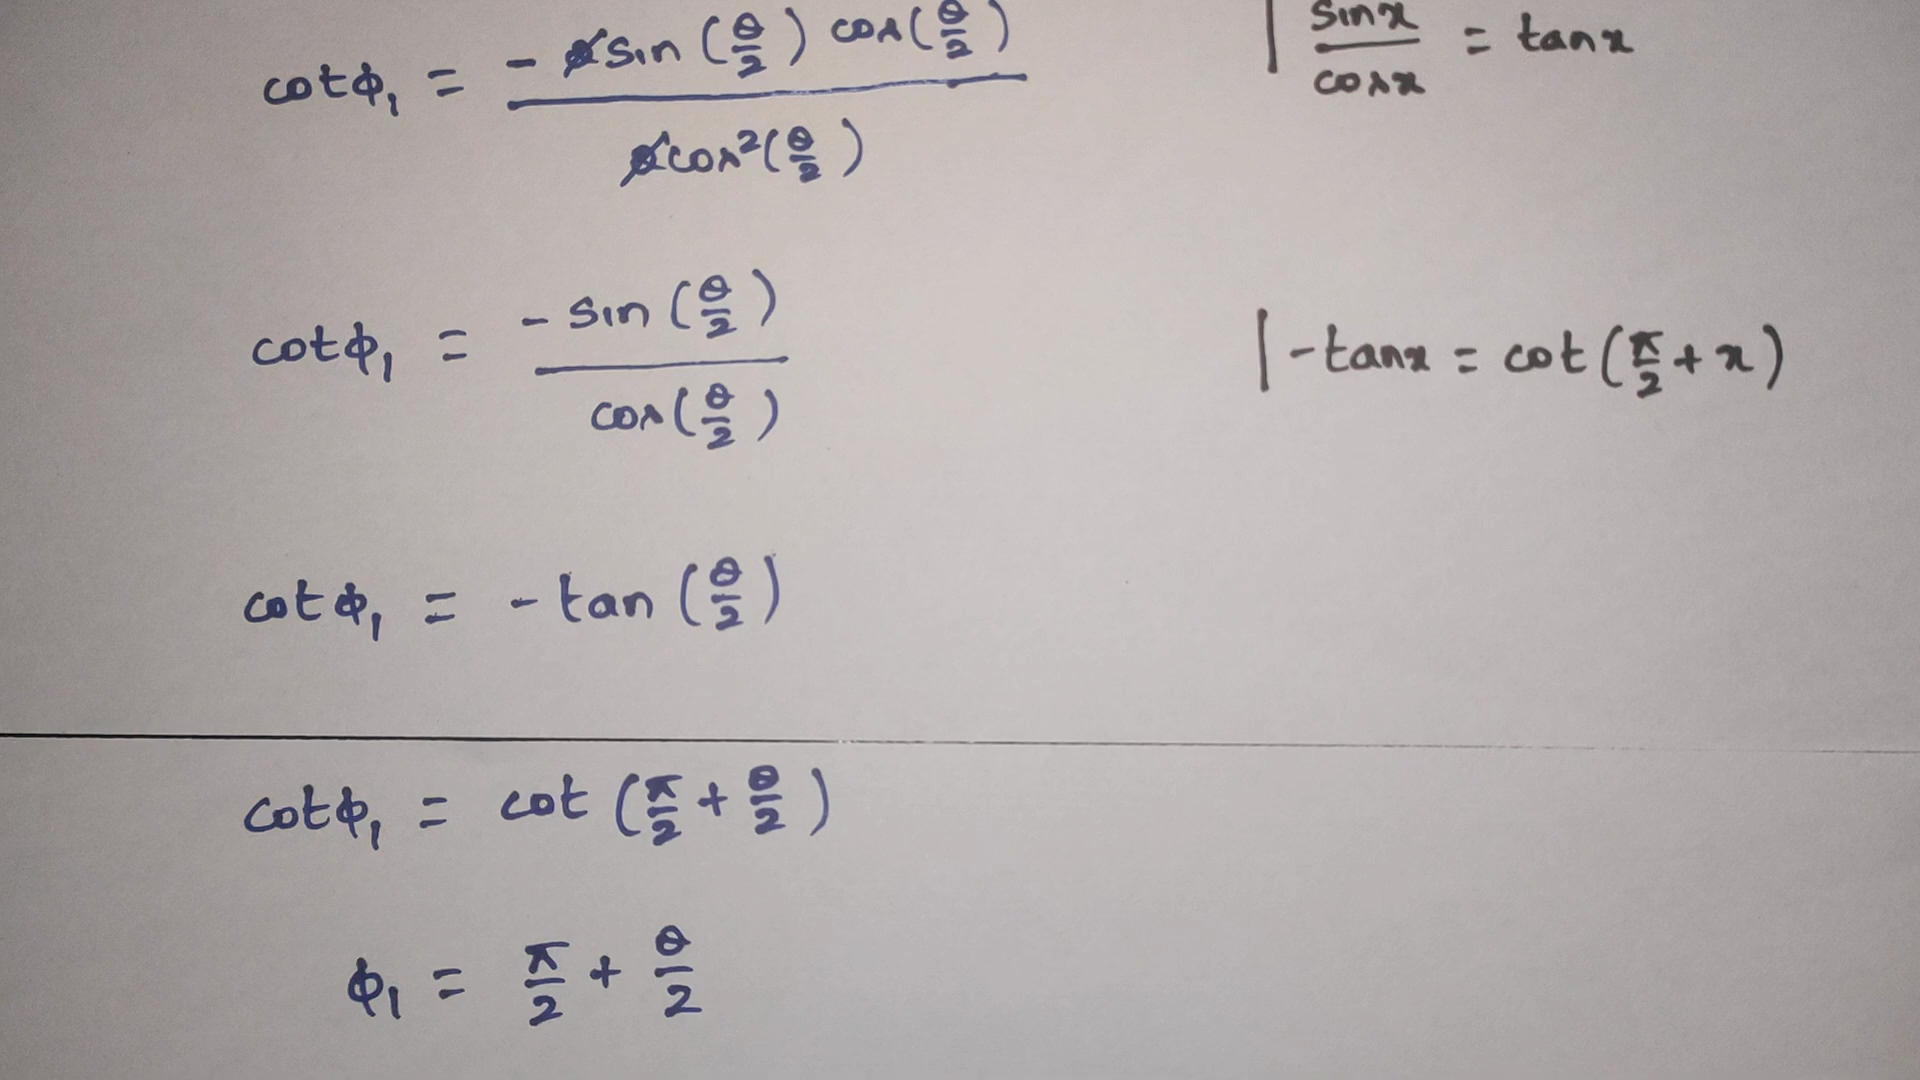 cotφ₁ = - 2sin (θ/2) cos(θ/2) / 2cos²(θ/2) | sinx / cosx = tanx
cotφ₁ = - sin (θ/2) / cos(θ/2) | -tanx = cot(π/2 + x)
cotφ₁ = - tan (θ/2)
cotφ₁ = cot (π/2 + θ/2)
φ₁ = π/2 + θ/2